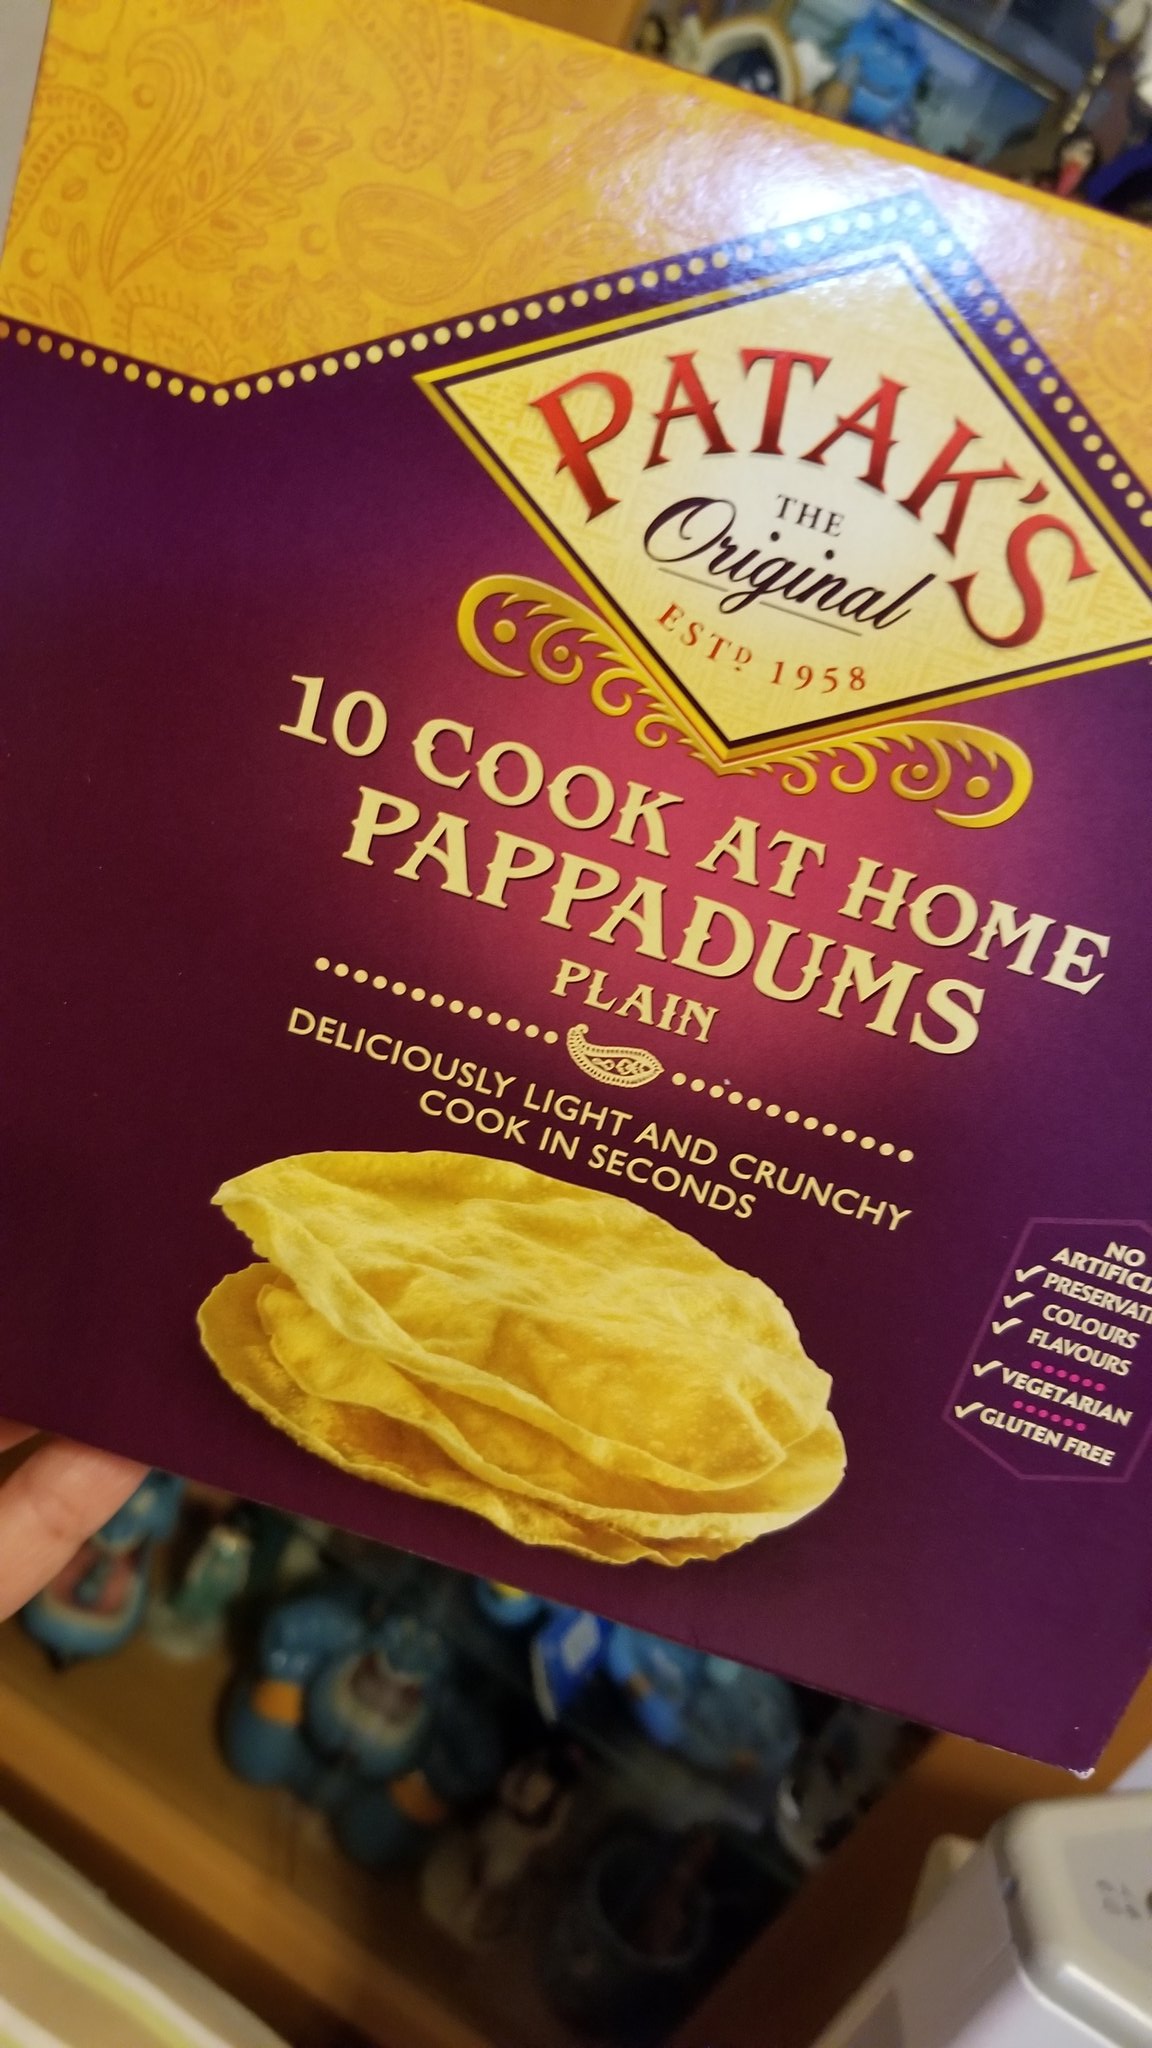 PATAK'S
THE
Original
ESTD 1958
10 COOK AT HOME
PAPPADUMS
PLAIN
DELICIOUSLY LIGHT AND CRUNCHY
COOK IN SECONDS
NO
✓ PRESERVATI
✓ COLOURS
✓ FLAVOURS
✓ VEGETARIAN
✓ GLUTEN FREE